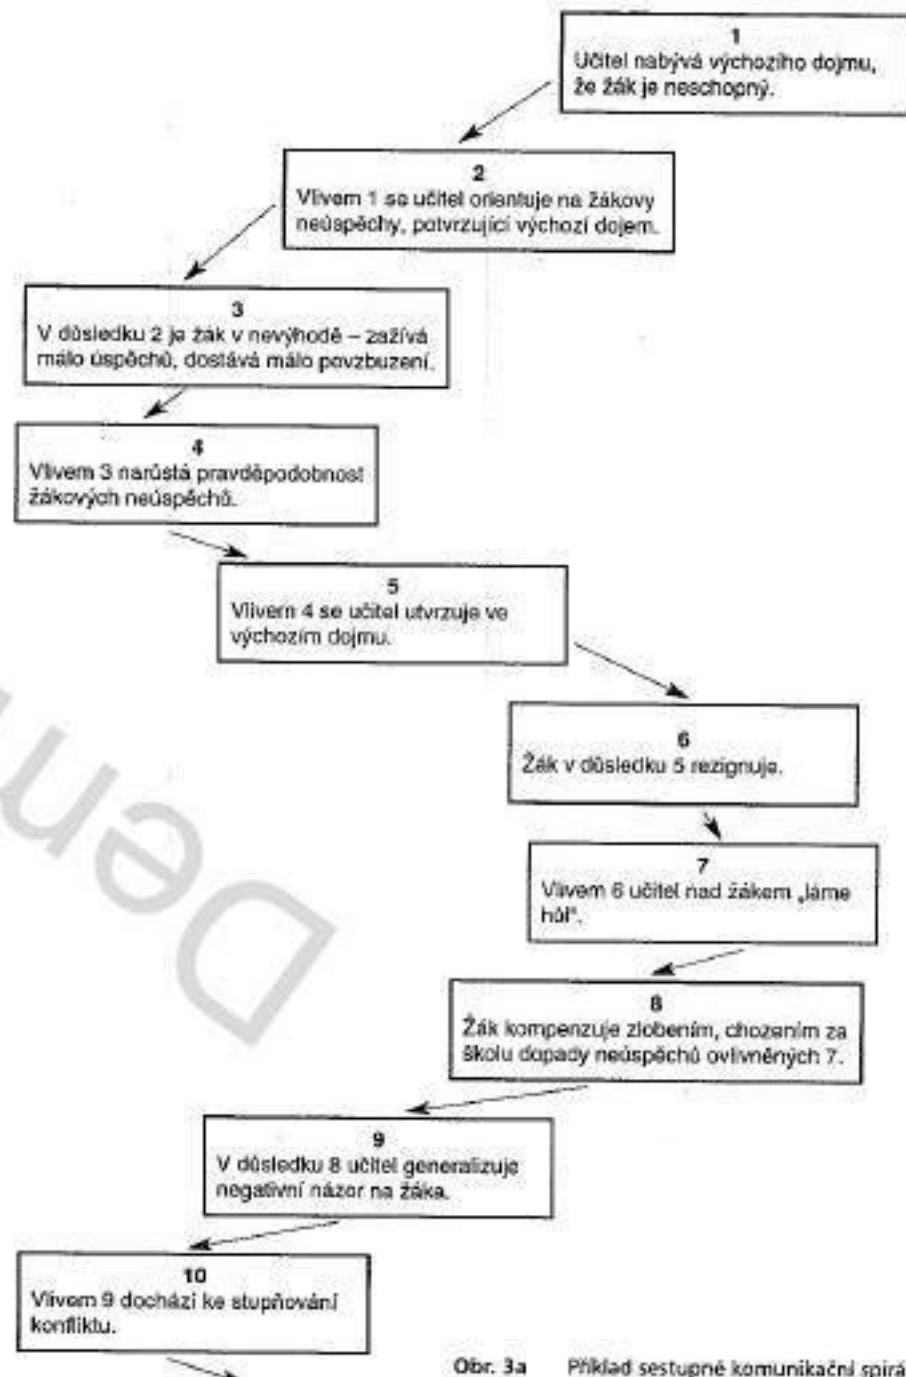 1
Učitel nabývá výchozího dojmu,
že žák je neschopný.
2
Vlivem 1 se učitel orientuje na žákovy
neúspěchy, potvrzující výchozí dojem.
3
V důsledku 2 je žák v nevýhodě – zažívá
málo úspěchů, dostává málo povzbuzení.
4
Vlivem 3 narůstá pravděpodobnost
žákových neúspěchů.
5
Vlivem 4 se učitel utvrzuje ve
výchozím dojmu.
6
Žák v důsledku 5 rezignuje.
7
Vlivem 6 učitel nad žákem „láme
hůl“.
8
Žák kompenzuje zlobením, chozením za
školu dopady neúspěchů ovlivněných 7.
9
V důsledku 8 učitel generalizuje
negativní názor na žáka.
10
Vlivem 9 dochází ke stupňování
konfliktu.
Obr. 3a Příklad sestupné komunikační spirá
Dem